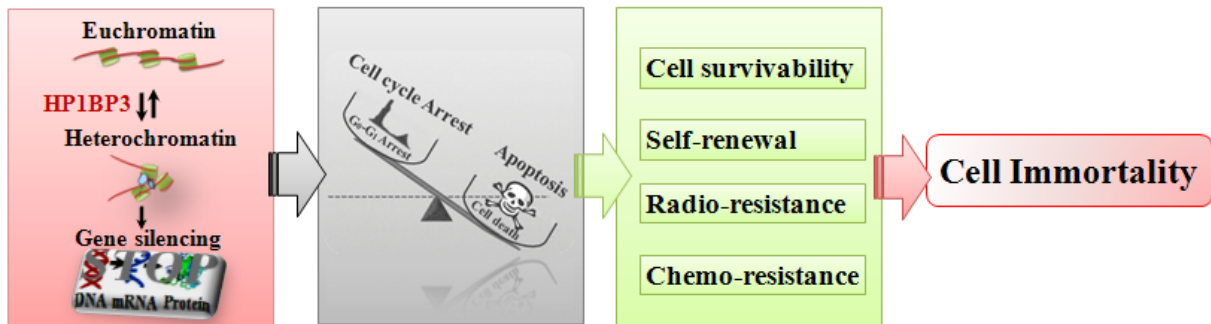 Euchromatin
HP1BP3
Heterochromatin
Gene silencing
STOP
DNA mRNA Protein
Cell cycle Arrest
G₀-G₁ Arrest
Apoptosis
Cell death
Cell survivability
Self-renewal
Radio-resistance
Chemo-resistance
Cell Immortality